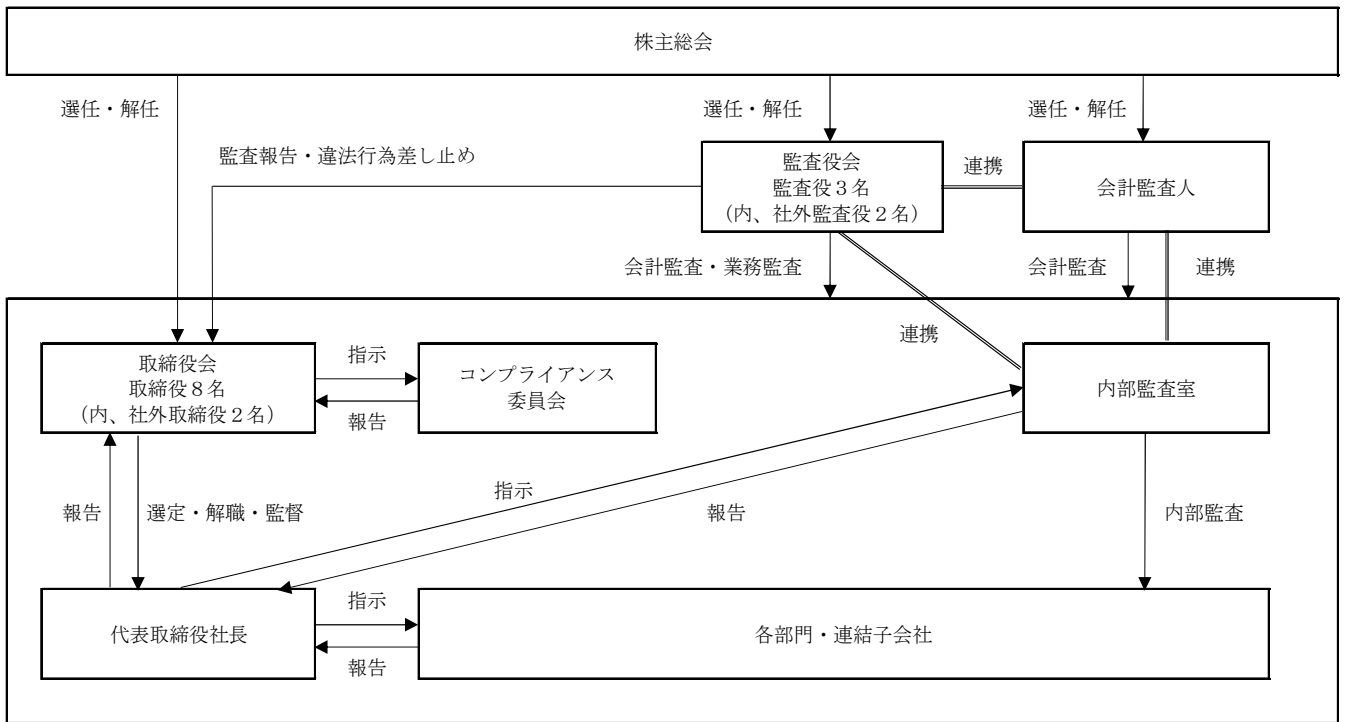 株主総会
選任・解任
選任・解任
選任・解任
監査報告・違法行為差し止め
監査役会
監査役３名
（内、社外監査役２名）
連携
会計監査人
会計監査・業務監査
会計監査
連携
連携
取締役会
取締役８名
（内、社外取締役２名）
指示
報告
コンプライアンス
委員会
内部監査室
報告
選定・解職・監督
指示
報告
内部監査
代表取締役社長
指示
報告
各部門・連結子会社